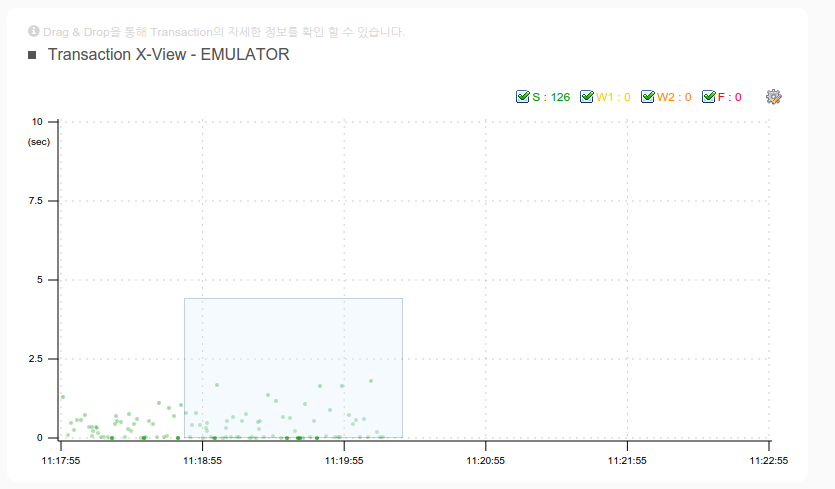 Drag & Drop을 통해 Transaction의 자세한 정보를 확인 할 수 있습니다.
Transaction X-View - EMULATOR
S : 126 W1 : 0 W2 : 0 F : 0
10
(sec)
7.5
5
2.5
0
11:17:55 11:18:55 11:19:55 11:20:55 11:21:55 11:22:55